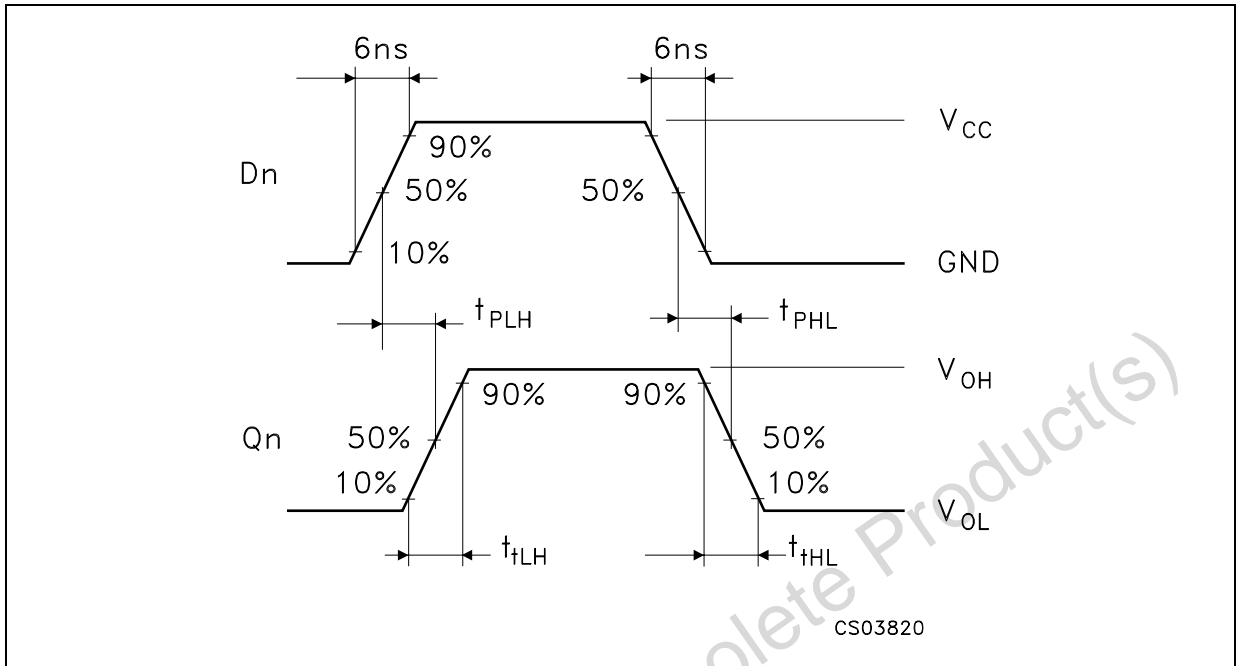 6ns 6ns
V_CC
90%
Dn 50% 50%
10% GND
t_PLH t_PHL
V_OH
90% 90%
Qn 50% 50%
10% 10%
V_OL
t_tLH t_tHL
olete Product(s)
CS03820